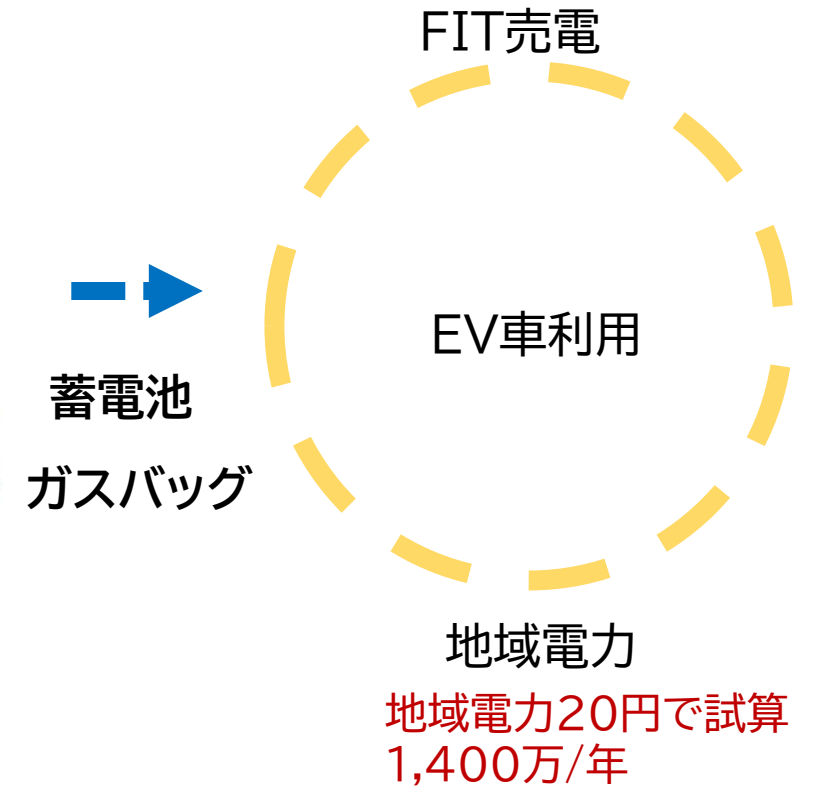 FIT売電
EV車利用
蓄電池
ガスバッグ
地域電力
地域電力20円で試算
1,400万/年